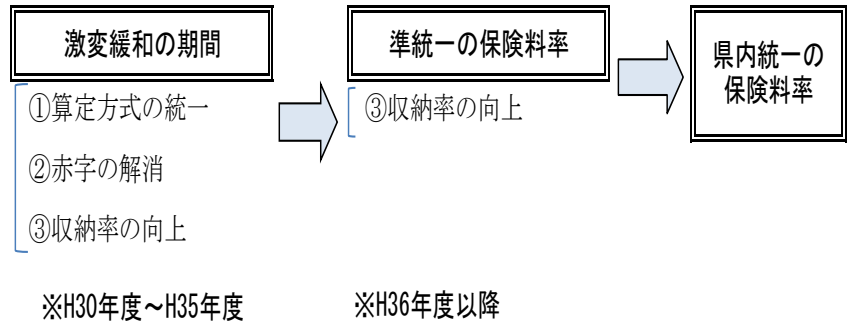 激変緩和の期間
①算定方式の統一
②赤字の解消
③収納率の向上
※H30年度～H35年度
準統一の保険料率
③収納率の向上
※H36年度以降
県内統一の
保険料率